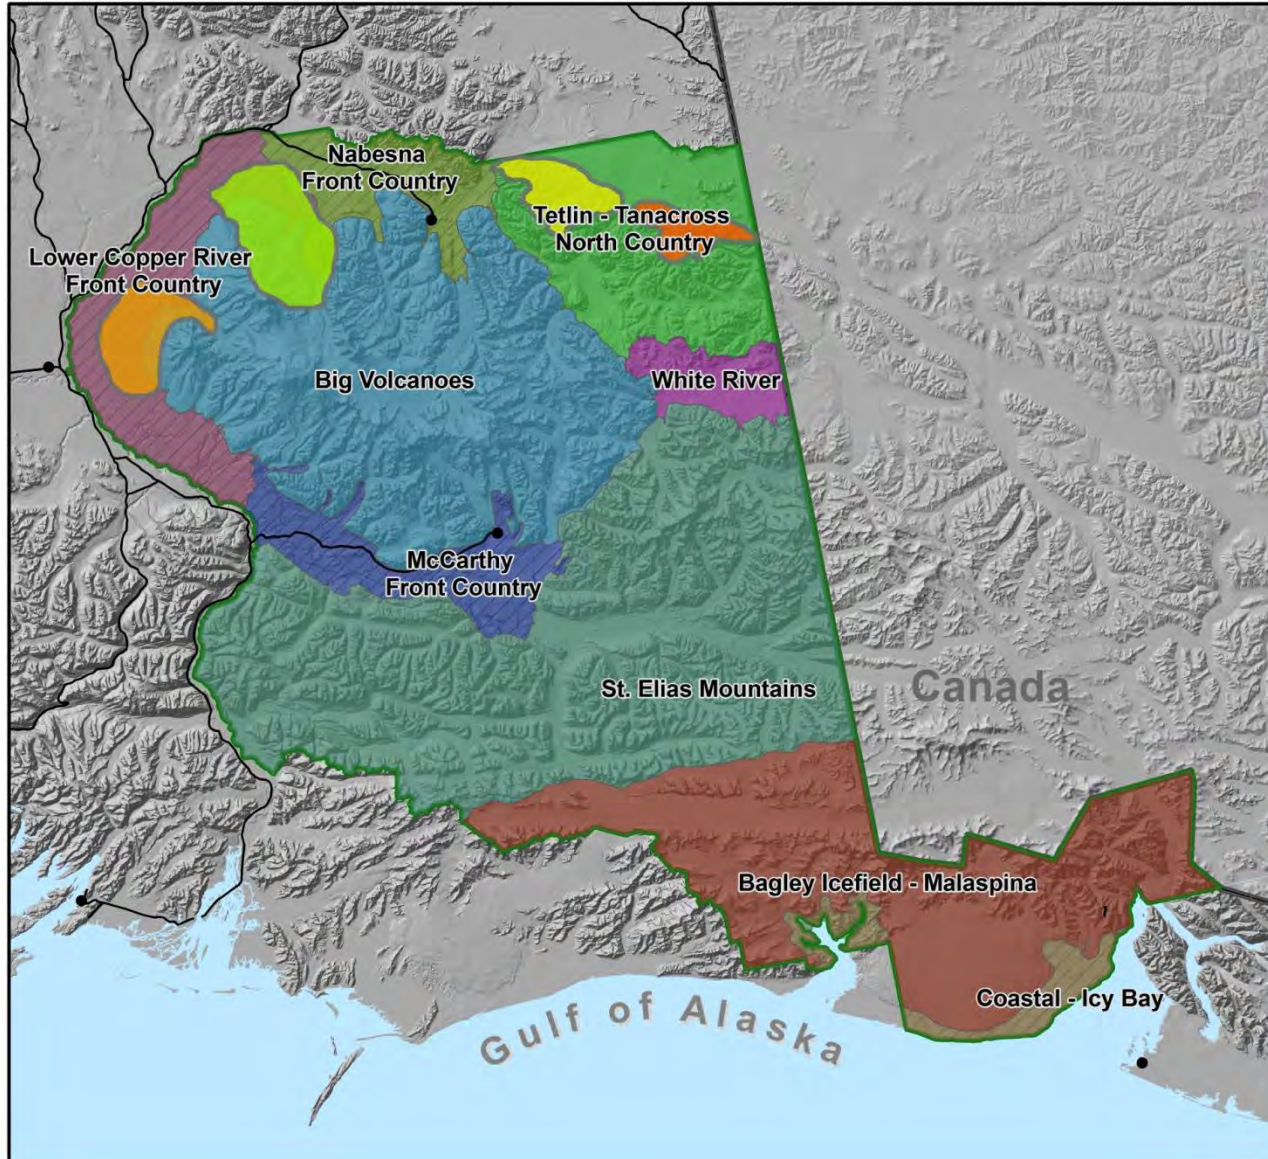 Nabesna
Front Country
Tetlin - Tanacross
North Country
Lower Copper River
Front Country
Big Volcanoes
White River
McCarthy
Front Country
St. Elias Mountains
Canada
Bagley Icefield - Malaspina
Coastal - Icy Bay
Gulf of Alaska